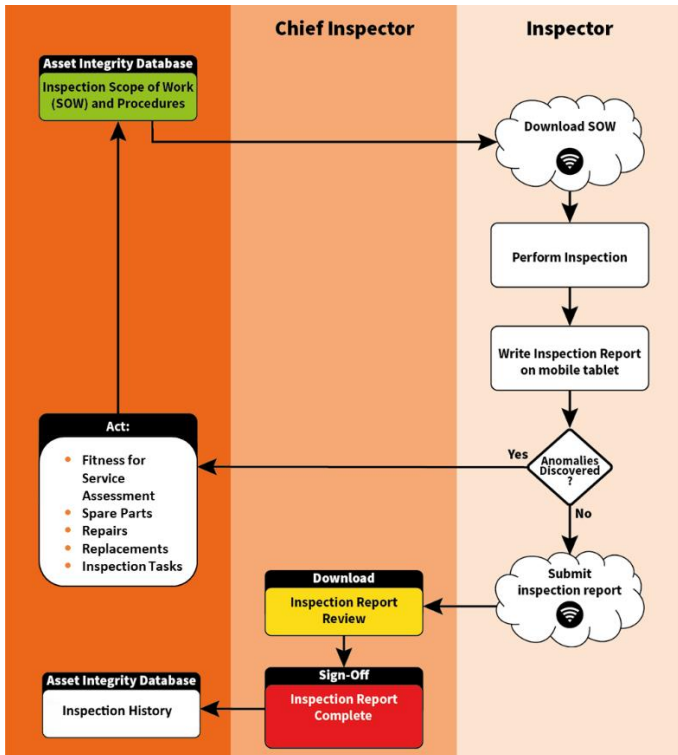 Chief Inspector
Inspector
Asset Integrity Database
Inspection Scope of Work
(SOW) and Procedures
Download SOW
Perform Inspection
Write Inspection Report
on mobile tablet
Anomalies
Discovered
?
Yes
No
Act:
Fitness for
Service
Assessment
Spare Parts
Repairs
Replacements
Inspection Tasks
Submit
inspection report
Download
Inspection Report
Review
Sign-Off
Inspection Report
Complete
Asset Integrity Database
Inspection History